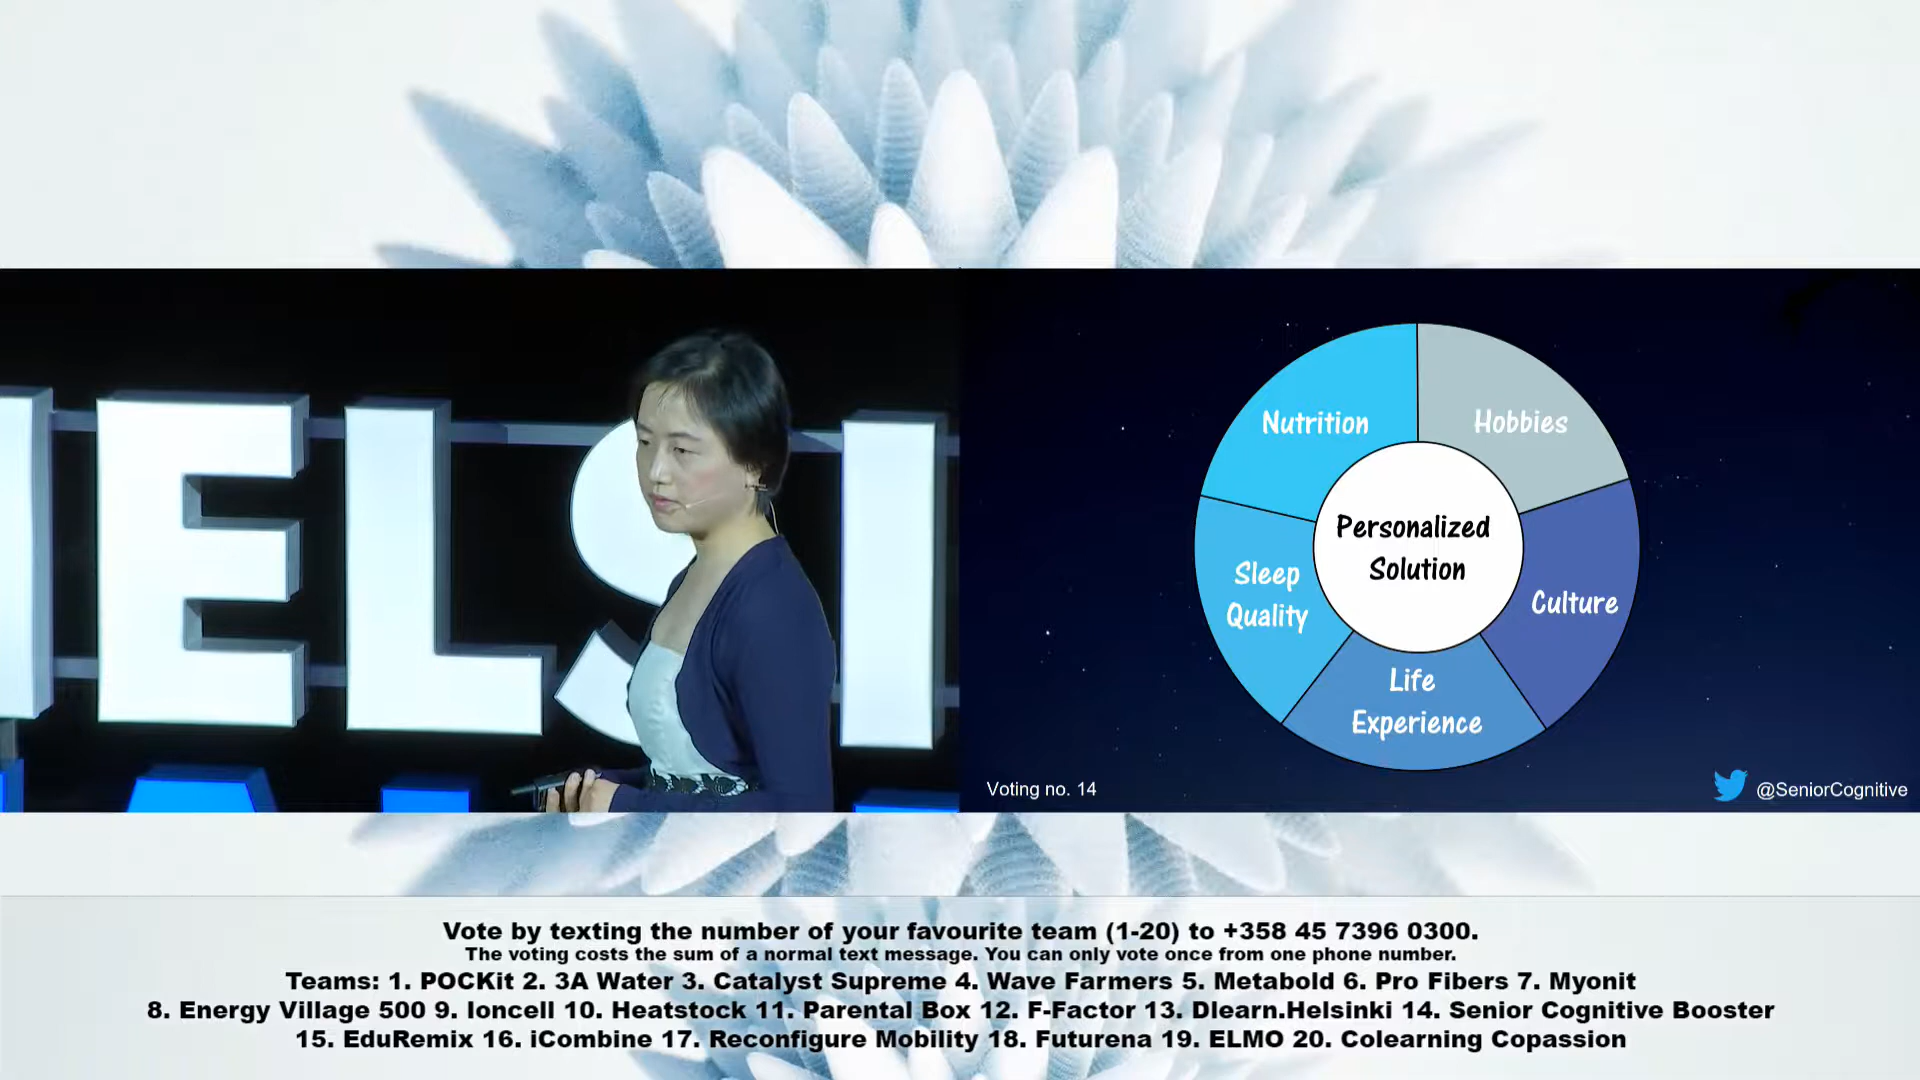 ELSI
Nutrition
Hobbies
Personalized
Solution
Sleep
Quality
Culture
Life
Experience
Voting no. 14
@SeniorCognitive
Vote by texting the number of your favourite team (1-20) to +358 45 7396 0300.
The voting costs the sum of a normal text message. You can only vote once from one phone number.
Teams: 1. POCKit 2. 3A Water 3. Catalyst Supreme 4. Wave Farmers 5. Metabold 6. Pro Fibers 7. Myonit
8. Energy Village 500 9. Ioncell 10. Heatstock 11. Parental Box 12. F-Factor 13. Dlearn.Helsinki 14. Senior Cognitive Booster
15. EduRemix 16. iCombine 17. Reconfigure Mobility 18. Futurena 19. ELMO 20. Colearning Copassion